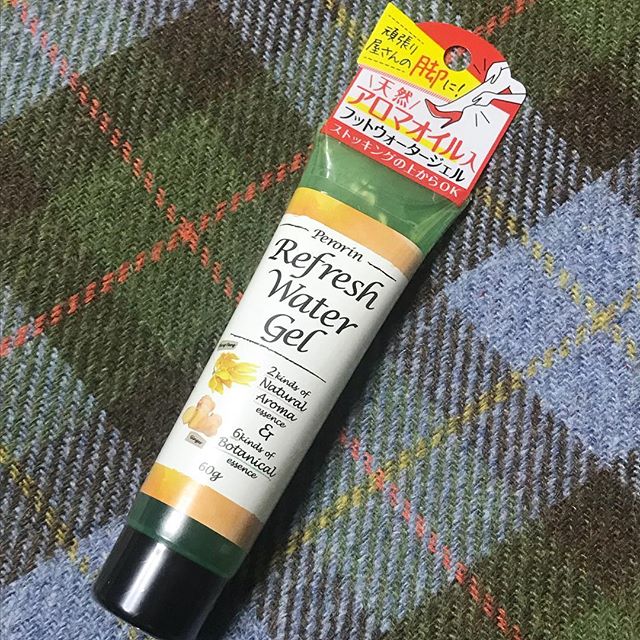 頑張り
屋さんの脚に!
天然
アロマオイル入
フットウォータージェル
ストッキングの上からOK
Perorin
Refresh
Water
Gel
2kinds of
Natural
Aroma
essence
&
6kinds of
Botanical
essence
Ginger
60g